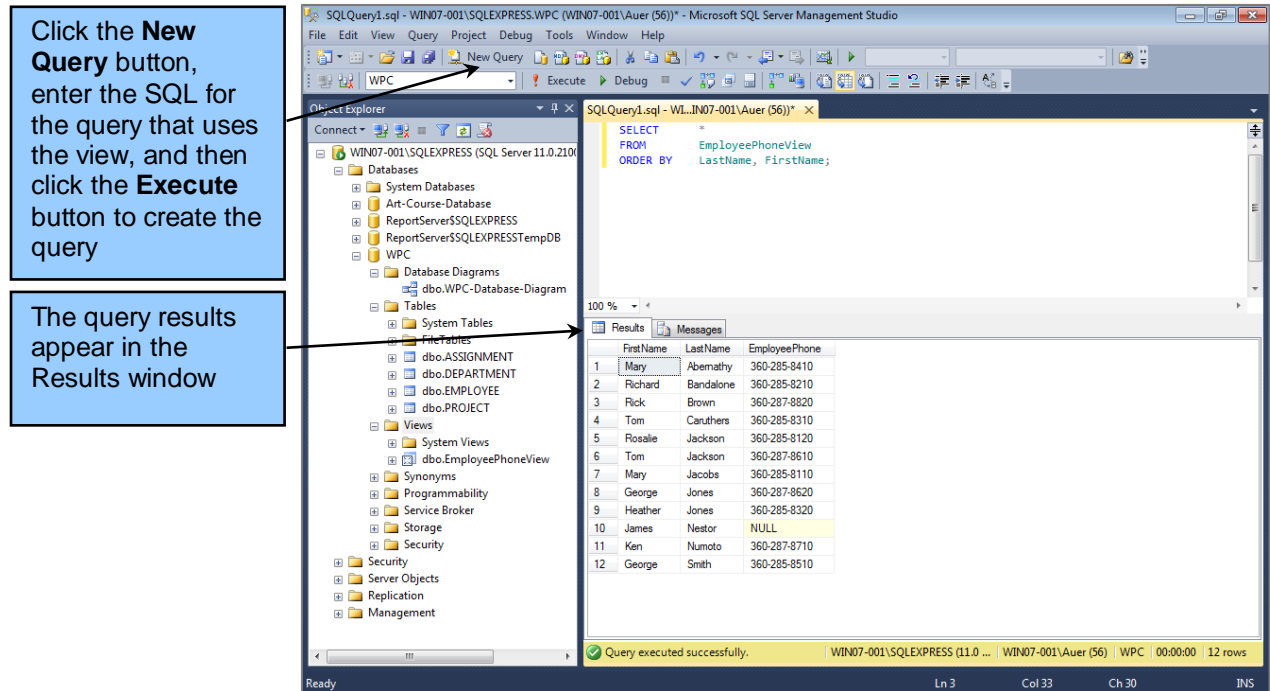 Click the New
Query button,
enter the SQL for
the query that uses
the view, and then
click the Execute
button to create the
query
The query results
appear in the
Results window
SQLQuery1.sql - WIN07-001\SQLEXPRESS.WPC (WIN07-001\Auer (56))* - Microsoft SQL Server Management Studio
File Edit View Query Project Debug Tools Window Help
New Query
WPC Execute Debug
Object Explorer
Connect
WIN07-001\SQLEXPRESS (SQL Server 11.0.2100
Databases
System Databases
Art-Course-Database
ReportServer$SQLEXPRESS
ReportServer$SQLEXPRESSTempDB
WPC
Database Diagrams
dbo.WPC-Database-Diagram
Tables
System Tables
FileTables
dbo.ASSIGNMENT
dbo.DEPARTMENT
dbo.EMPLOYEE
dbo.PROJECT
Views
System Views
dbo.EmployeePhoneView
Synonyms
Programmability
Service Broker
Storage
Security
Security
Server Objects
Replication
Management
SQLQuery1.sql - WI...IN07-001\Auer (56))*
SELECT *
FROM EmployeePhoneView
ORDER BY LastName, FirstName;
100 %
Results Messages
FirstName LastName EmployeePhone
1 Mary Abernathy 360-285-8410
2 Richard Bandalone 360-285-8210
3 Rick Brown 360-287-8820
4 Tom Caruthers 360-285-8310
5 Rosalie Jackson 360-285-8120
6 Tom Jackson 360-287-8610
7 Mary Jacobs 360-285-8110
8 George Jones 360-287-8620
9 Heather Jones 360-285-8320
10 James Nestor NULL
11 Ken Numoto 360-287-8710
12 George Smith 360-285-8510
Query executed successfully. WIN07-001\SQLEXPRESS (11.0 ... WIN07-001\Auer (56) WPC 00:00:00 12 rows
Ready Ln 3 Col 33 Ch 30 INS